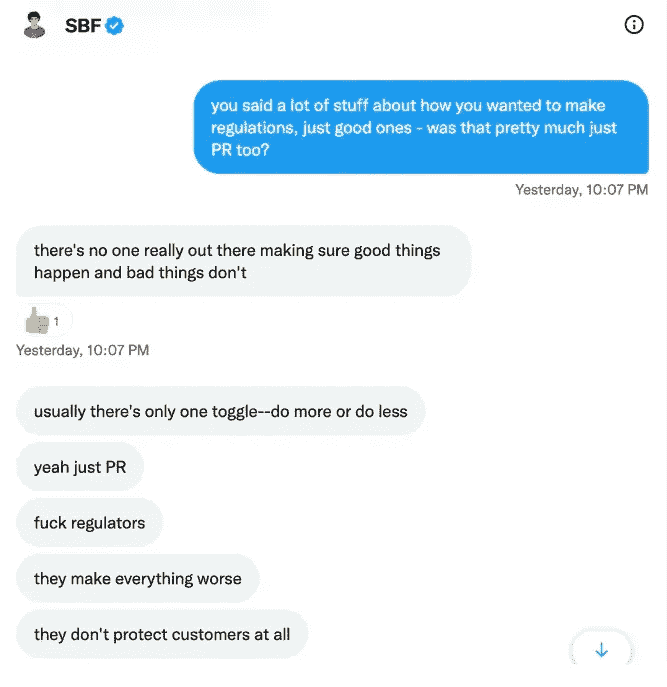 SBF
you said a lot of stuff about how you wanted to make
regulations, just good ones - was that pretty much just
PR too?
Yesterday, 10:07 PM
there's no one really out there making sure good things
happen and bad things don't
1
Yesterday, 10:07 PM
usually there's only one toggle--do more or do less
yeah just PR
fuck regulators
they make everything worse
they don't protect customers at all